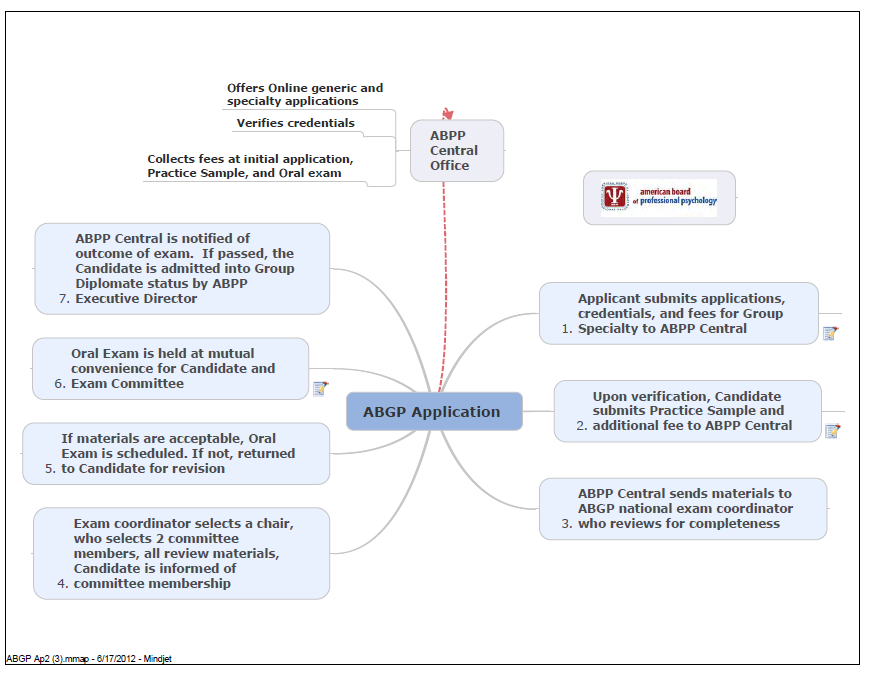 Offers Online generic and
specialty applications
Verifies credentials
Collects fees at initial application,
Practice Sample, and Oral exam
ABPP
Central
Office
american board
of professional psychology
ABGP Application
Applicant submits applications,
credentials, and fees for Group
1. Specialty to ABPP Central
Upon verification, Candidate
submits Practice Sample and
2. additional fee to ABPP Central
ABPP Central sends materials to
ABGP national exam coordinator
3. who reviews for completeness
Exam coordinator selects a chair,
who selects 2 committee
members, all review materials,
Candidate is informed of
4. committee membership
If materials are acceptable, Oral
Exam is scheduled. If not, returned
5. to Candidate for revision
Oral Exam is held at mutual
convenience for Candidate and
6. Exam Committee
ABPP Central is notified of
outcome of exam.  If passed, the
Candidate is admitted into Group
Diplomate status by ABPP
7. Executive Director
ABGP Ap2 (3).mmap - 6/17/2012 - Mindjet